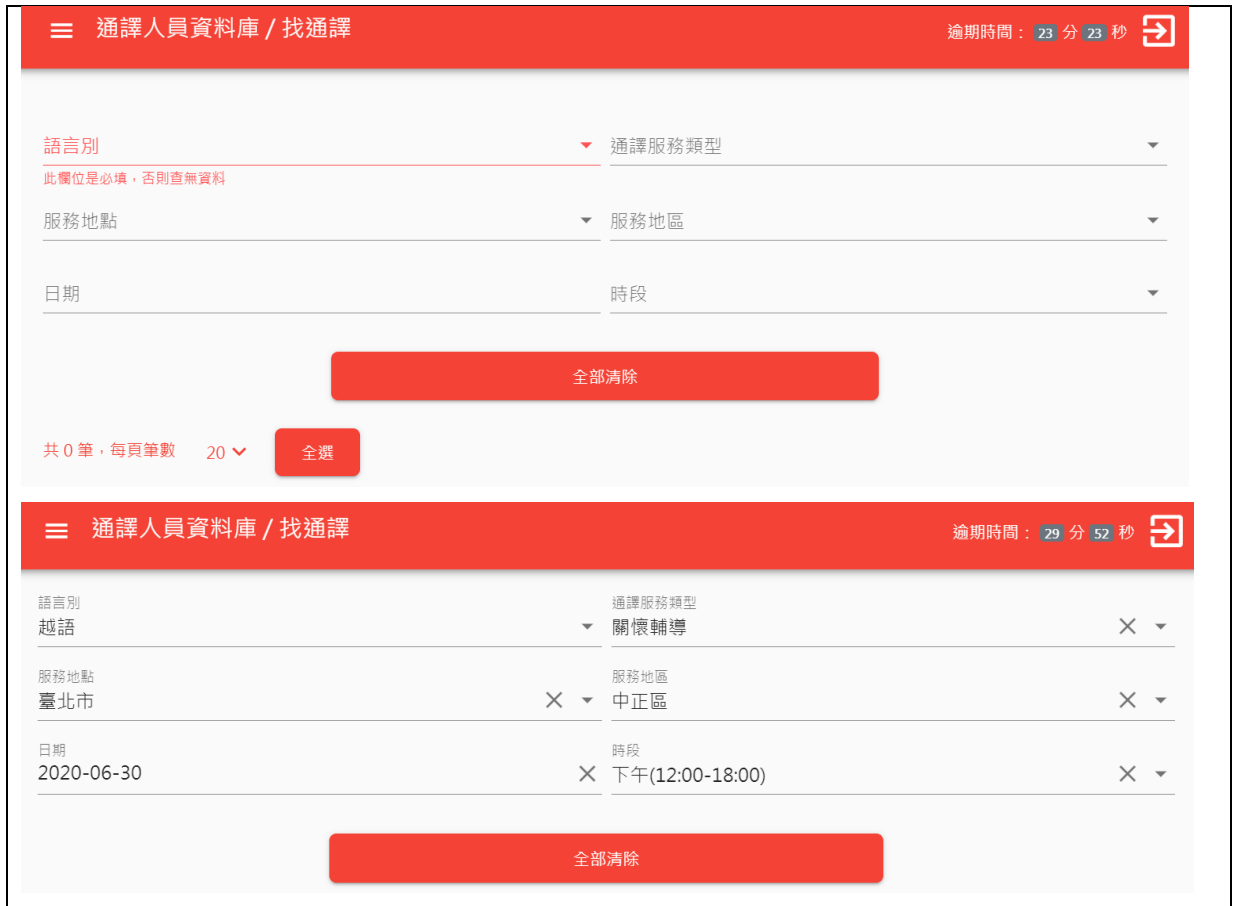 通譯人員資料庫 / 找通譯
逾期時間： 23 分 23 秒
語言別
通譯服務類型
此欄位是必填，否則查無資料
服務地點
服務地區
日期
時段
全部清除
共 0 筆，每頁筆數 20
全選
通譯人員資料庫 / 找通譯
逾期時間： 29 分 52 秒
語言別
通譯服務類型
越語
關懷輔導
服務地點
服務地區
臺北市
中正區
日期
時段
2020-06-30
下午(12:00-18:00)
全部清除